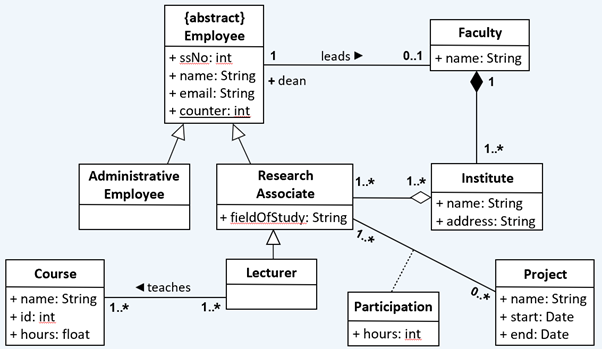 {abstract}
Employee
+ ssNo: int
+ name: String
+ email: String
+ counter: int
1
leads ►
0..1
+ dean
Faculty
+ name: String
1
1..*
Administrative
Employee
Research
Associate
+ fieldOfStudy: String
1..*
1..*
Institute
+ name: String
+ address: String
1..*
0..*
Lecturer
Course
+ name: String
+ id: int
+ hours: float
◄ teaches
1..*
1..*
Participation
+ hours: int
Project
+ name: String
+ start: Date
+ end: Date